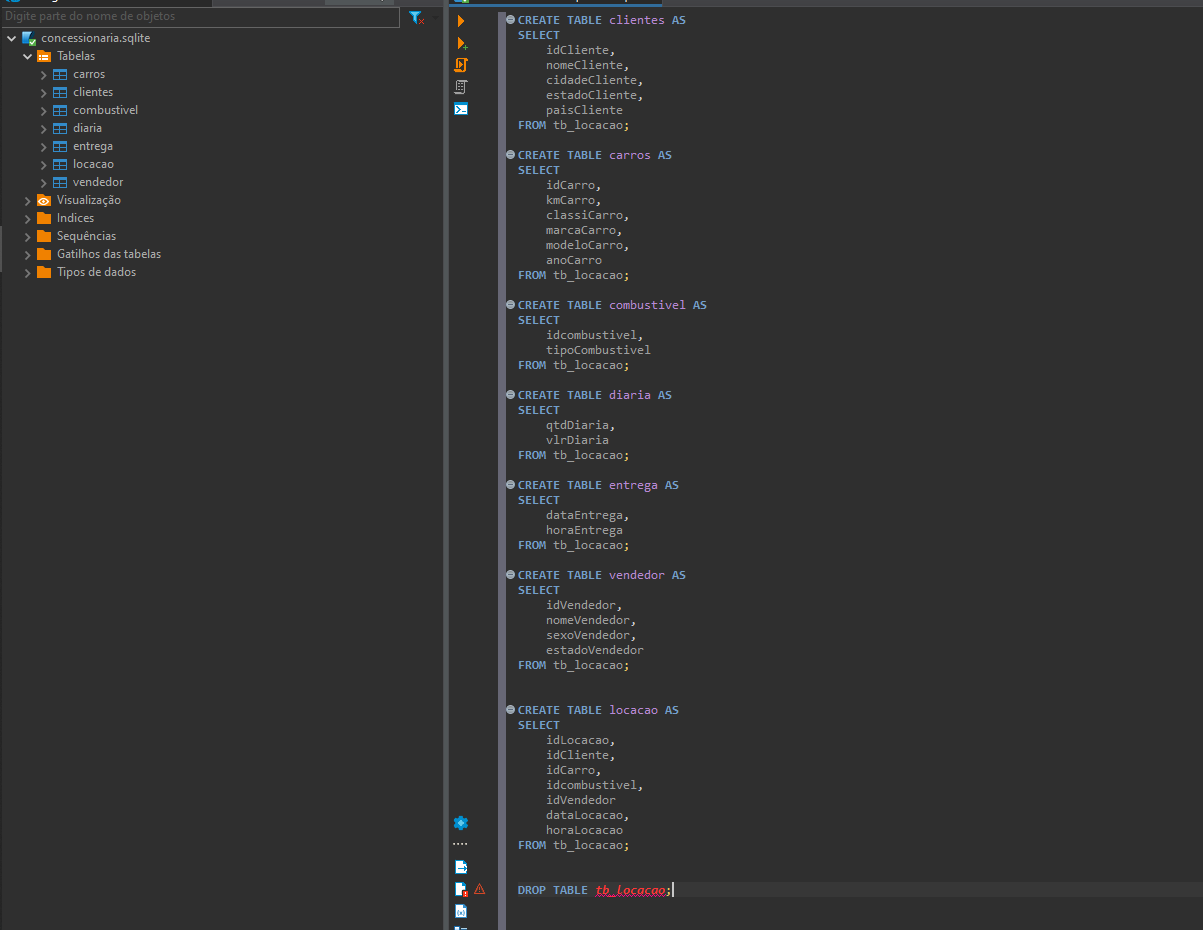 Digite parte do nome de objetos
concessionaria.sqlite
Tabelas
carros
clientes
combustivel
diaria
entrega
locacao
vendedor
Visualização
Indices
Sequências
Gatilhos das tabelas
Tipos de dados
CREATE TABLE clientes AS
SELECT
idCliente,
nomeCliente,
cidadeCliente,
estadoCliente,
paisCliente
FROM tb_locacao;
CREATE TABLE carros AS
SELECT
idCarro,
kmCarro,
classiCarro,
marcaCarro,
modeloCarro,
anoCarro
FROM tb_locacao;
CREATE TABLE combustivel AS
SELECT
idcombustivel,
tipoCombustivel
FROM tb_locacao;
CREATE TABLE diaria AS
SELECT
qtdDiaria,
vlrDiaria
FROM tb_locacao;
CREATE TABLE entrega AS
SELECT
dataEntrega,
horaEntrega
FROM tb_locacao;
CREATE TABLE vendedor AS
SELECT
idVendedor,
nomeVendedor,
sexoVendedor,
estadoVendedor
FROM tb_locacao;
CREATE TABLE locacao AS
SELECT
idLocacao,
idCliente,
idCarro,
idcombustivel,
idVendedor
dataLocacao,
horaLocacao
FROM tb_locacao;
DROP TABLE tb_locacao;